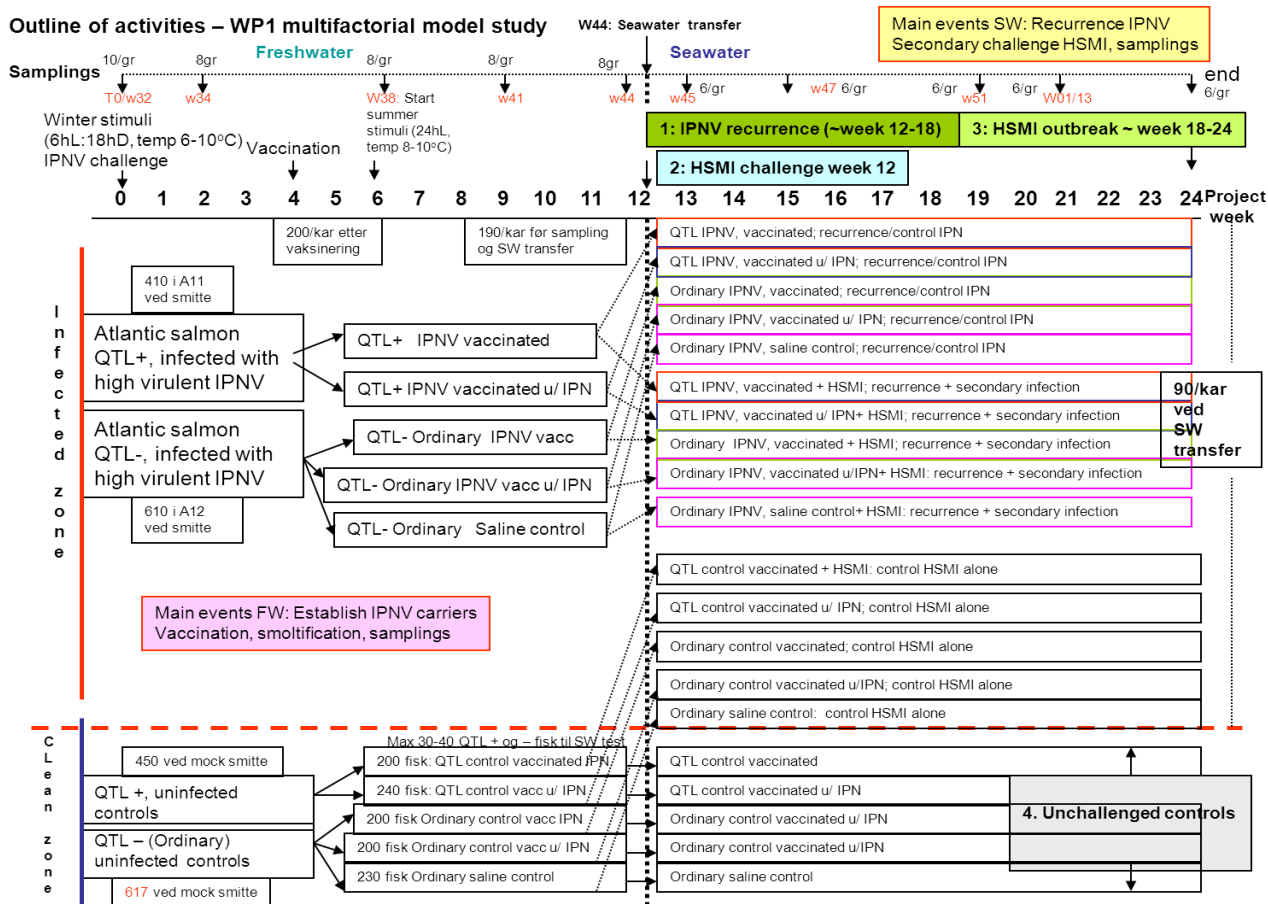 Outline of activities – WP1 multifactorial model study
W44: Seawater transfer
Main events SW: Recurrence IPNV
Secondary challenge HSMI, samplings
Freshwater
Seawater
Samplings
10/gr
8gr
8/gr
8/gr
8gr
6/gr
6/gr
6/gr
6/gr
end
6/gr
T0/w32
w34
W38: Start
summer
stimuli (24hL,
temp 8-10°C)
w41
w44
w45
w47
w51
W01/13
Winter stimuli
(6hL:18hD, temp 6-10°C)
IPNV challenge
Vaccination
1: IPNV recurrence (~week 12-18)
3: HSMI outbreak ~ week 18-24
2: HSMI challenge week 12
0 1 2 3 4 5 6 7 8 9 10 11 12 13 14 15 16 17 18 19 20 21 22 23 24
Project
week
200/kar etter
vaksinering
190/kar før sampling
og SW transfer
410 i A11
ved smitte
Infected zone
Atlantic salmon
QTL+, infected with
high virulent IPNV
Atlantic salmon
QTL-, infected with
high virulent IPNV
610 i A12
ved smitte
QTL+ IPNV vaccinated
QTL+ IPNV vaccinated u/ IPN
QTL- Ordinary IPNV vacc
QTL- Ordinary IPNV vacc u/ IPN
QTL- Ordinary Saline control
QTL IPNV, vaccinated; recurrence/control IPN
QTL IPNV, vaccinated u/ IPN; recurrence/control IPN
Ordinary IPNV, vaccinated; recurrence/control IPN
Ordinary IPNV, vaccinated u/ IPN; recurrence/control IPN
Ordinary IPNV, saline control; recurrence/control IPN
QTL IPNV, vaccinated + HSMI; recurrence + secondary infection
QTL IPNV, vaccinated u/ IPN+ HSMI; recurrence + secondary infection
Ordinary IPNV, vaccinated + HSMI; recurrence + secondary infection
Ordinary IPNV, vaccinated u/IPN+ HSMI: recurrence + secondary infection
Ordinary IPNV, saline control+ HSMI: recurrence + secondary infection
90/kar
ved
SW
transfer
Main events FW: Establish IPNV carriers
Vaccination, smoltification, samplings
QTL control vaccinated + HSMI: control HSMI alone
QTL control vaccinated u/ IPN; control HSMI alone
Ordinary control vaccinated; control HSMI alone
Ordinary control vaccinated u/IPN; control HSMI alone
Ordinary saline control: control HSMI alone
CLean zone
450 ved mock smitte
QTL +, uninfected
controls
QTL – (Ordinary)
uninfected controls
617 ved mock smitte
Max 30-40 QTL + og – fisk til SW test
200 fisk: QTL control vaccinated IPN
240 fisk: QTL control vacc u/ IPN
200 fisk Ordinary control vacc IPN
200 fisk Ordinary control vacc u/ IPN
230 fisk Ordinary saline control
QTL control vaccinated
QTL control vaccinated u/ IPN
Ordinary control vaccinated u/ IPN
Ordinary control vaccinated u/IPN
Ordinary saline control
4. Unchallenged controls